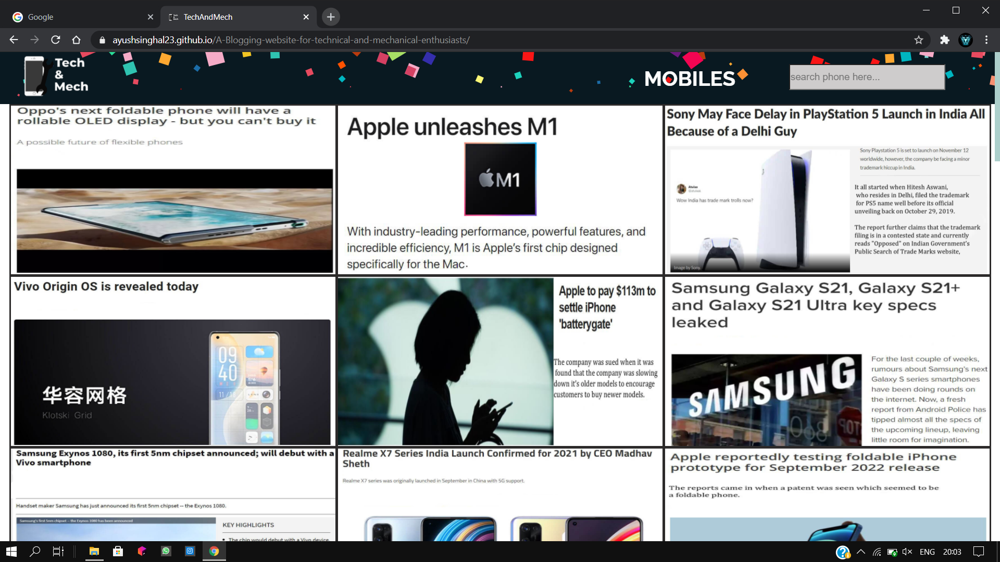 Google
TechAndMech
ayushsinghal23.github.io/A-Blogging-website-for-technical-and-mechanical-enthusiasts/
Tech
&
Mech
MOBILES
search phone here...
Oppo's next foldable phone will have a
rollable OLED display - but you can't buy it
A possible future of flexible phones
Apple unleashes M1
M1
With industry-leading performance, powerful features, and
incredible efficiency, M1 is Apple's first chip designed
specifically for the Mac.
Sony May Face Delay in PlayStation 5 Launch in India All
Because of a Delhi Guy
Sony Playstation 5 is set to launch on November 12
worldwide, however, the company be facing a minor
trademark hiccup in India.
Atulaa
Wow India has trade mark trolls now?
It all started when Hitesh Aswani,
who resides in Delhi, filed the trademark
for PS5 name well before its official
unveiling back on October 29, 2019.
The report further claims that the trademark
filing is in a contested state and currently
reads "Opposed" on Indian Government's
Public Search of Trade Marks website,
Image by Sony.
Vivo Origin OS is revealed today
华容网格
Klotski Grid
09
40
Apple to pay $113m to
settle iPhone
'batterygate'
The company was sued when it was
found that the company was slowing
down it's older models to encourage
customers to buy newer models.
Samsung Galaxy S21, Galaxy S21+
and Galaxy S21 Ultra key specs
leaked
SAMSUNG
For the last couple of weeks,
rumours about Samsung's next
Galaxy S series smartphones
have been doing rounds on
the internet. Now, a fresh
report from Android Police has
tipped almost all the specs of
the upcoming lineup, leaving
little room for imagination.
Samsung Exynos 1080, its first 5nm chipset announced; will debut with a
Vivo smartphone
Handset maker Samsung has just announced its first 5nm chipset -- the Exynos 1080.
Samsung's first 5nm chipset -- the Exynos 1080 has been announced
KEY HIGHLIGHTS
The chip would debut with a Vivo device.
Realme X7 Series India Launch Confirmed for 2021 by CEO Madhav
Sheth
Realme X7 series was originally launched in September in China with 5G support.
Apple reportedly testing foldable iPhone
prototype for September 2022 release
The reports came in when a patent was seen which seemed to be
a foldable phone.
ENG
20:03